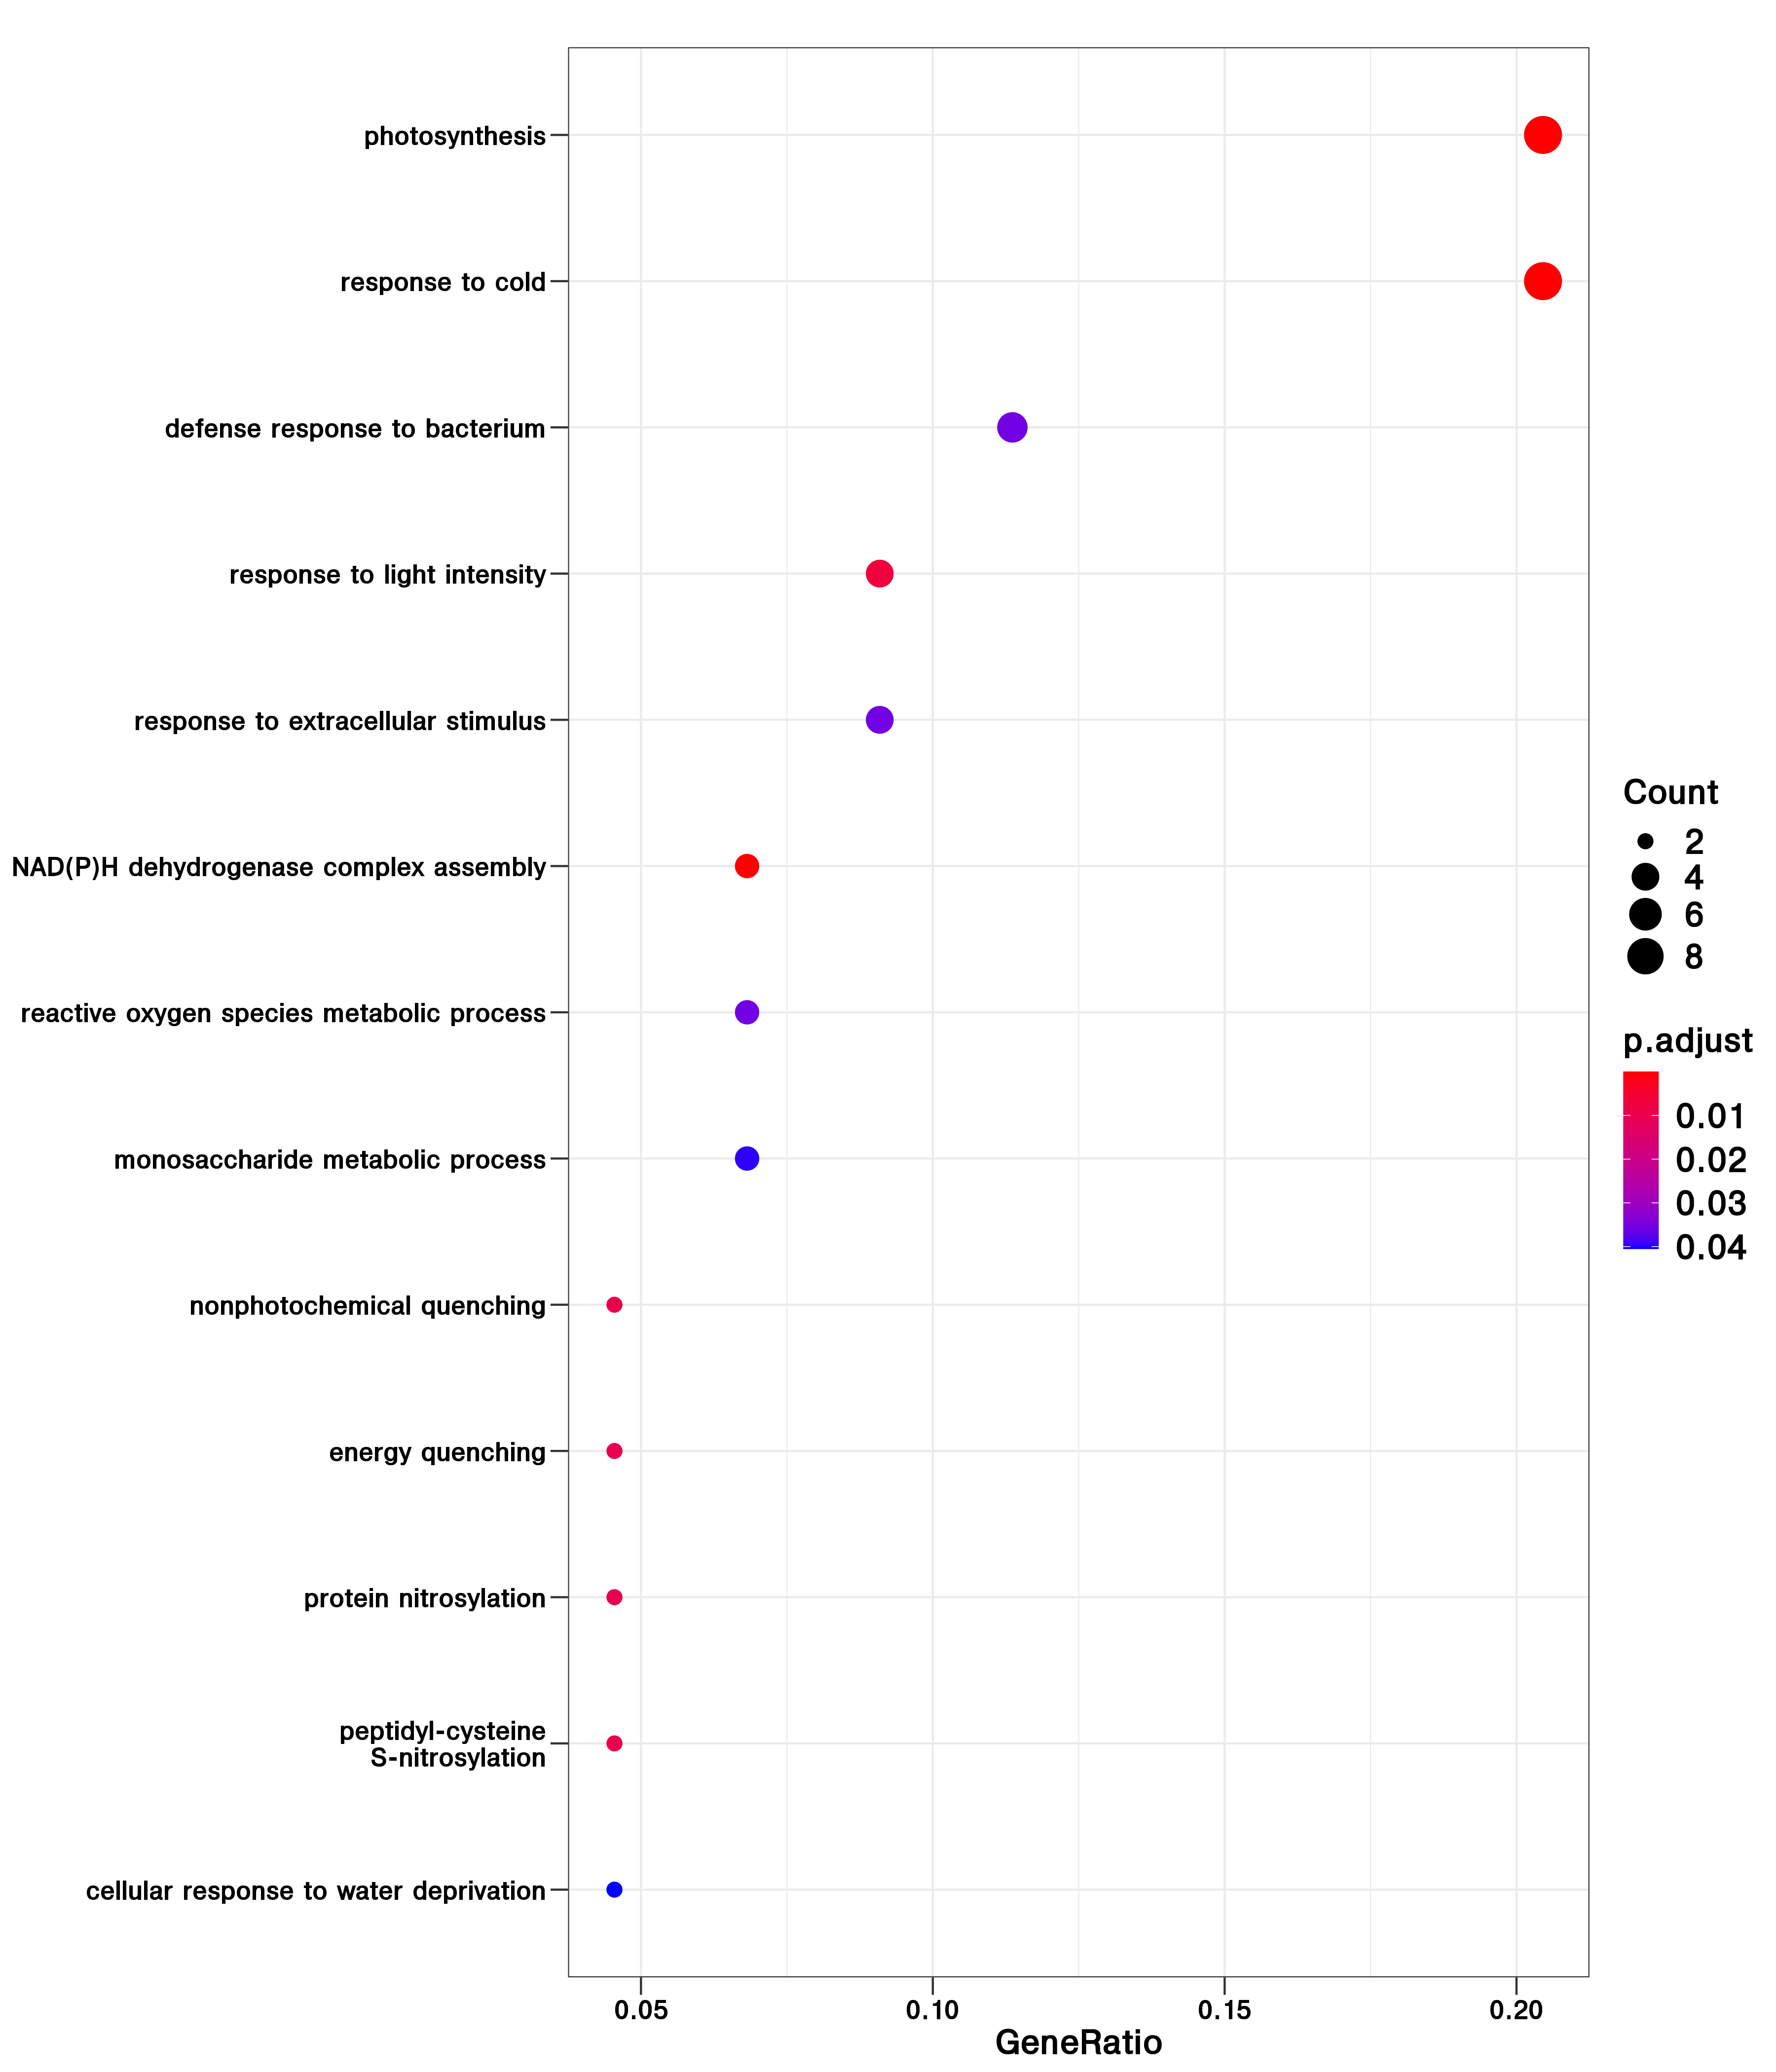 photosynthesis
response to cold
defense response to bacterium
response to light intensity
response to extracellular stimulus
NAD(P)H dehydrogenase complex assembly
reactive oxygen species metabolic process
monosaccharide metabolic process
nonphotochemical quenching
energy quenching
protein nitrosylation
peptidyl-cysteine
S-nitrosylation
cellular response to water deprivation
0.05
0.10
0.15
0.20
GeneRatio
Count
2
4
6
8
p.adjust
0.01
0.02
0.03
0.04